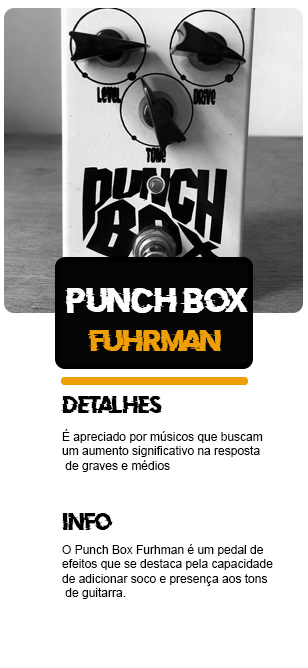 LEVEL
DRIVE
TONE
PUNCH
BOX
PUNCH BOX
FUHRMAN
DETALHES
É apreciado por músicos que buscam
um aumento significativo na resposta
de graves e médios
INFO
O Punch Box Furhman é um pedal de
efeitos que se destaca pela capacidade
de adicionar soco e presença aos tons
de guitarra.